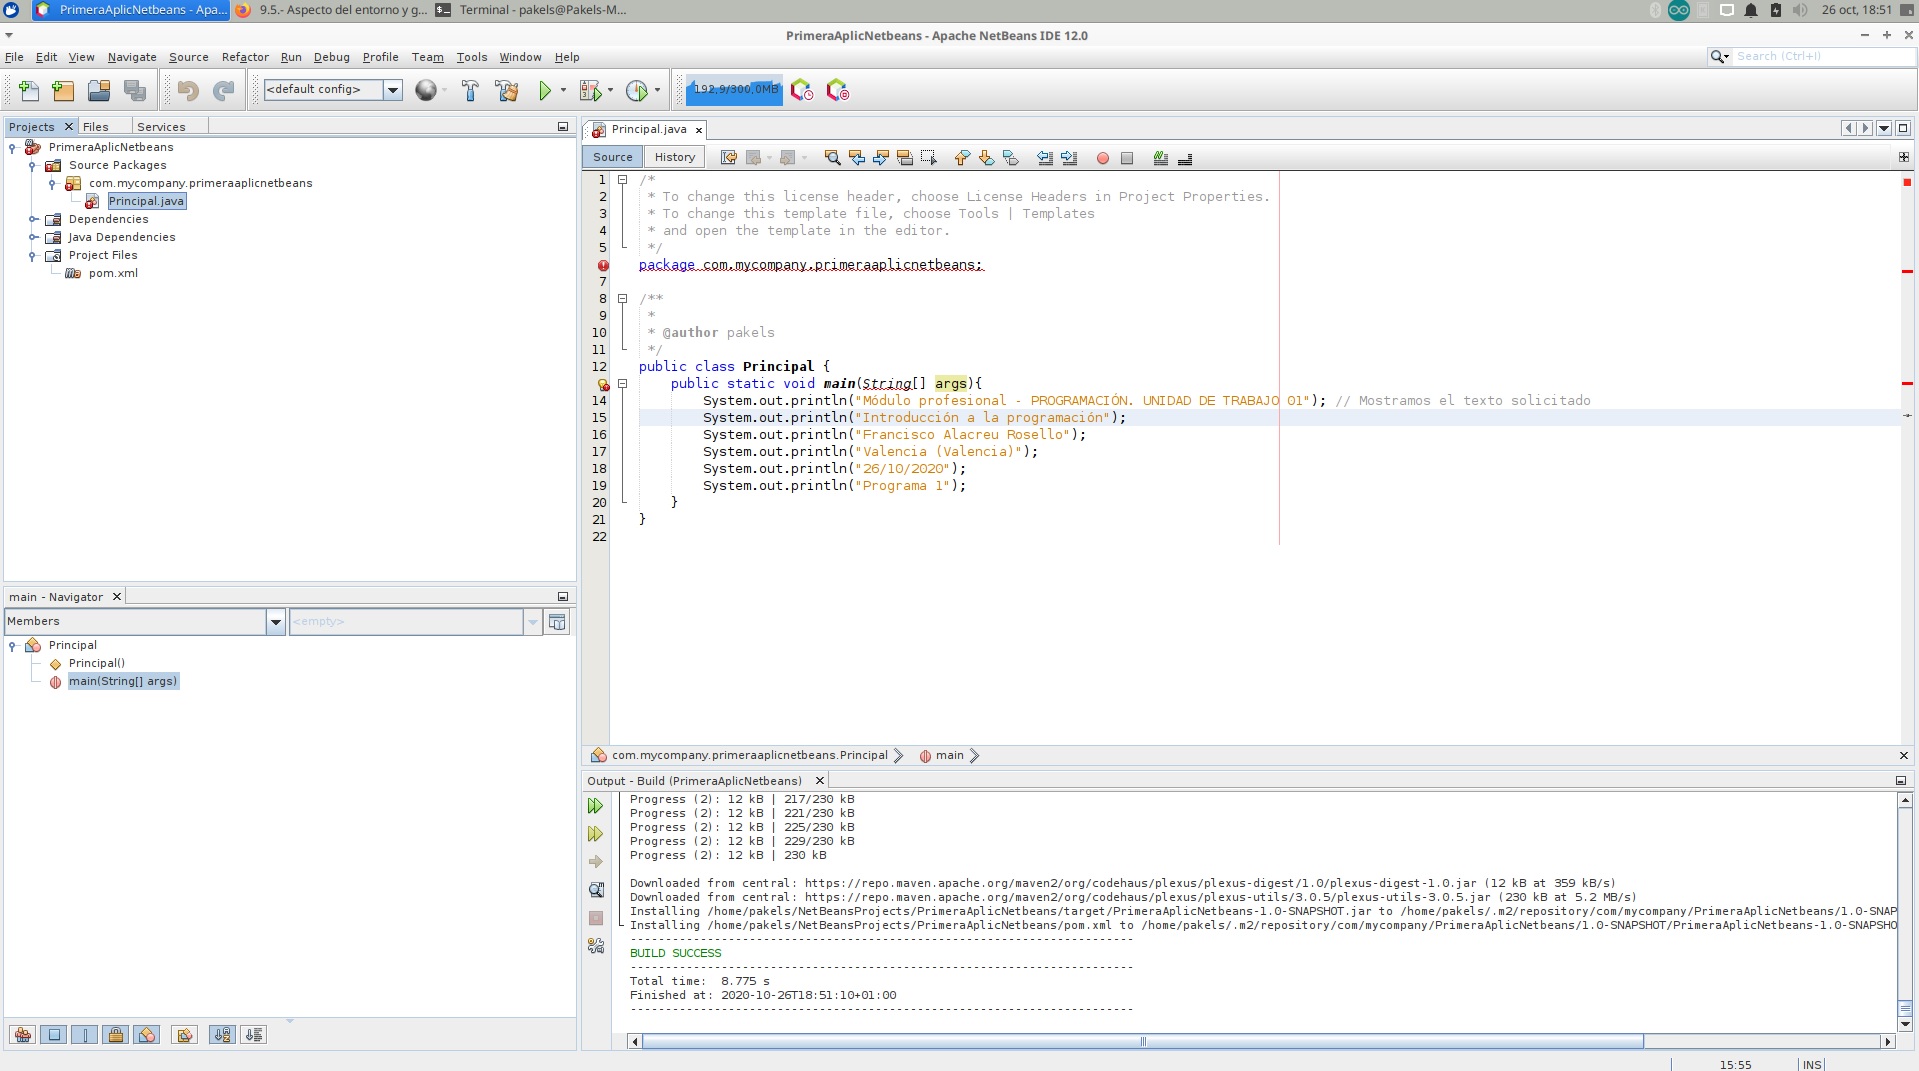 PrimeraAplicNetbeans - Apa...
9.5.- Aspecto del entorno y g...
Terminal - pakels@Pakels-M...
26 oct, 18:51
PrimeraAplicNetbeans - Apache NetBeans IDE 12.0
File Edit View Navigate Source Refactor Run Debug Profile Team Tools Window Help
Search (Ctrl+I)
<default config>
192,9/300,0MB
Projects
Files
Services
PrimeraAplicNetbeans
Source Packages
com.mycompany.primeraaplicnetbeans
Principal.java
Dependencies
Java Dependencies
Project Files
pom.xml
main - Navigator
Members
<empty>
Principal
Principal()
main(String[] args)
Principal.java
Source
History
1 /*
2 * To change this license header, choose License Headers in Project Properties.
3 * To change this template file, choose Tools | Templates
4 * and open the template in the editor.
5 */
package com.mycompany.primeraaplicnetbeans;
7
8 /**
9 *
10 * @author pakels
11 */
12 public class Principal {
public static void main(String[] args){
14 System.out.println("Módulo profesional - PROGRAMACIÓN. UNIDAD DE TRABAJO 01"); // Mostramos el texto solicitado
15 System.out.println("Introducción a la programación");
16 System.out.println("Francisco Alacreu Rosello");
17 System.out.println("Valencia (Valencia)");
18 System.out.println("26/10/2020");
19 System.out.println("Programa 1");
20 }
21 }
22
com.mycompany.primeraaplicnetbeans.Principal
main
Output - Build (PrimeraAplicNetbeans)
Progress (2): 12 kB | 217/230 kB
Progress (2): 12 kB | 221/230 kB
Progress (2): 12 kB | 225/230 kB
Progress (2): 12 kB | 229/230 kB
Progress (2): 12 kB | 230 kB
Downloaded from central: https://repo.maven.apache.org/maven2/org/codehaus/plexus/plexus-digest/1.0/plexus-digest-1.0.jar (12 kB at 359 kB/s)
Downloaded from central: https://repo.maven.apache.org/maven2/org/codehaus/plexus/plexus-utils/3.0.5/plexus-utils-3.0.5.jar (230 kB at 5.2 MB/s)
Installing /home/pakels/NetBeansProjects/PrimeraAplicNetbeans/target/PrimeraAplicNetbeans-1.0-SNAPSHOT.jar to /home/pakels/.m2/repository/com/mycompany/PrimeraAplicNetbeans/1.0-SNAP
Installing /home/pakels/NetBeansProjects/PrimeraAplicNetbeans/pom.xml to /home/pakels/.m2/repository/com/mycompany/PrimeraAplicNetbeans/1.0-SNAPSHOT/PrimeraAplicNetbeans-1.0-SNAPSHO
------------------------------------------------------------------------
BUILD SUCCESS
------------------------------------------------------------------------
Total time:  8.775 s
Finished at: 2020-10-26T18:51:10+01:00
------------------------------------------------------------------------
15:55
INS